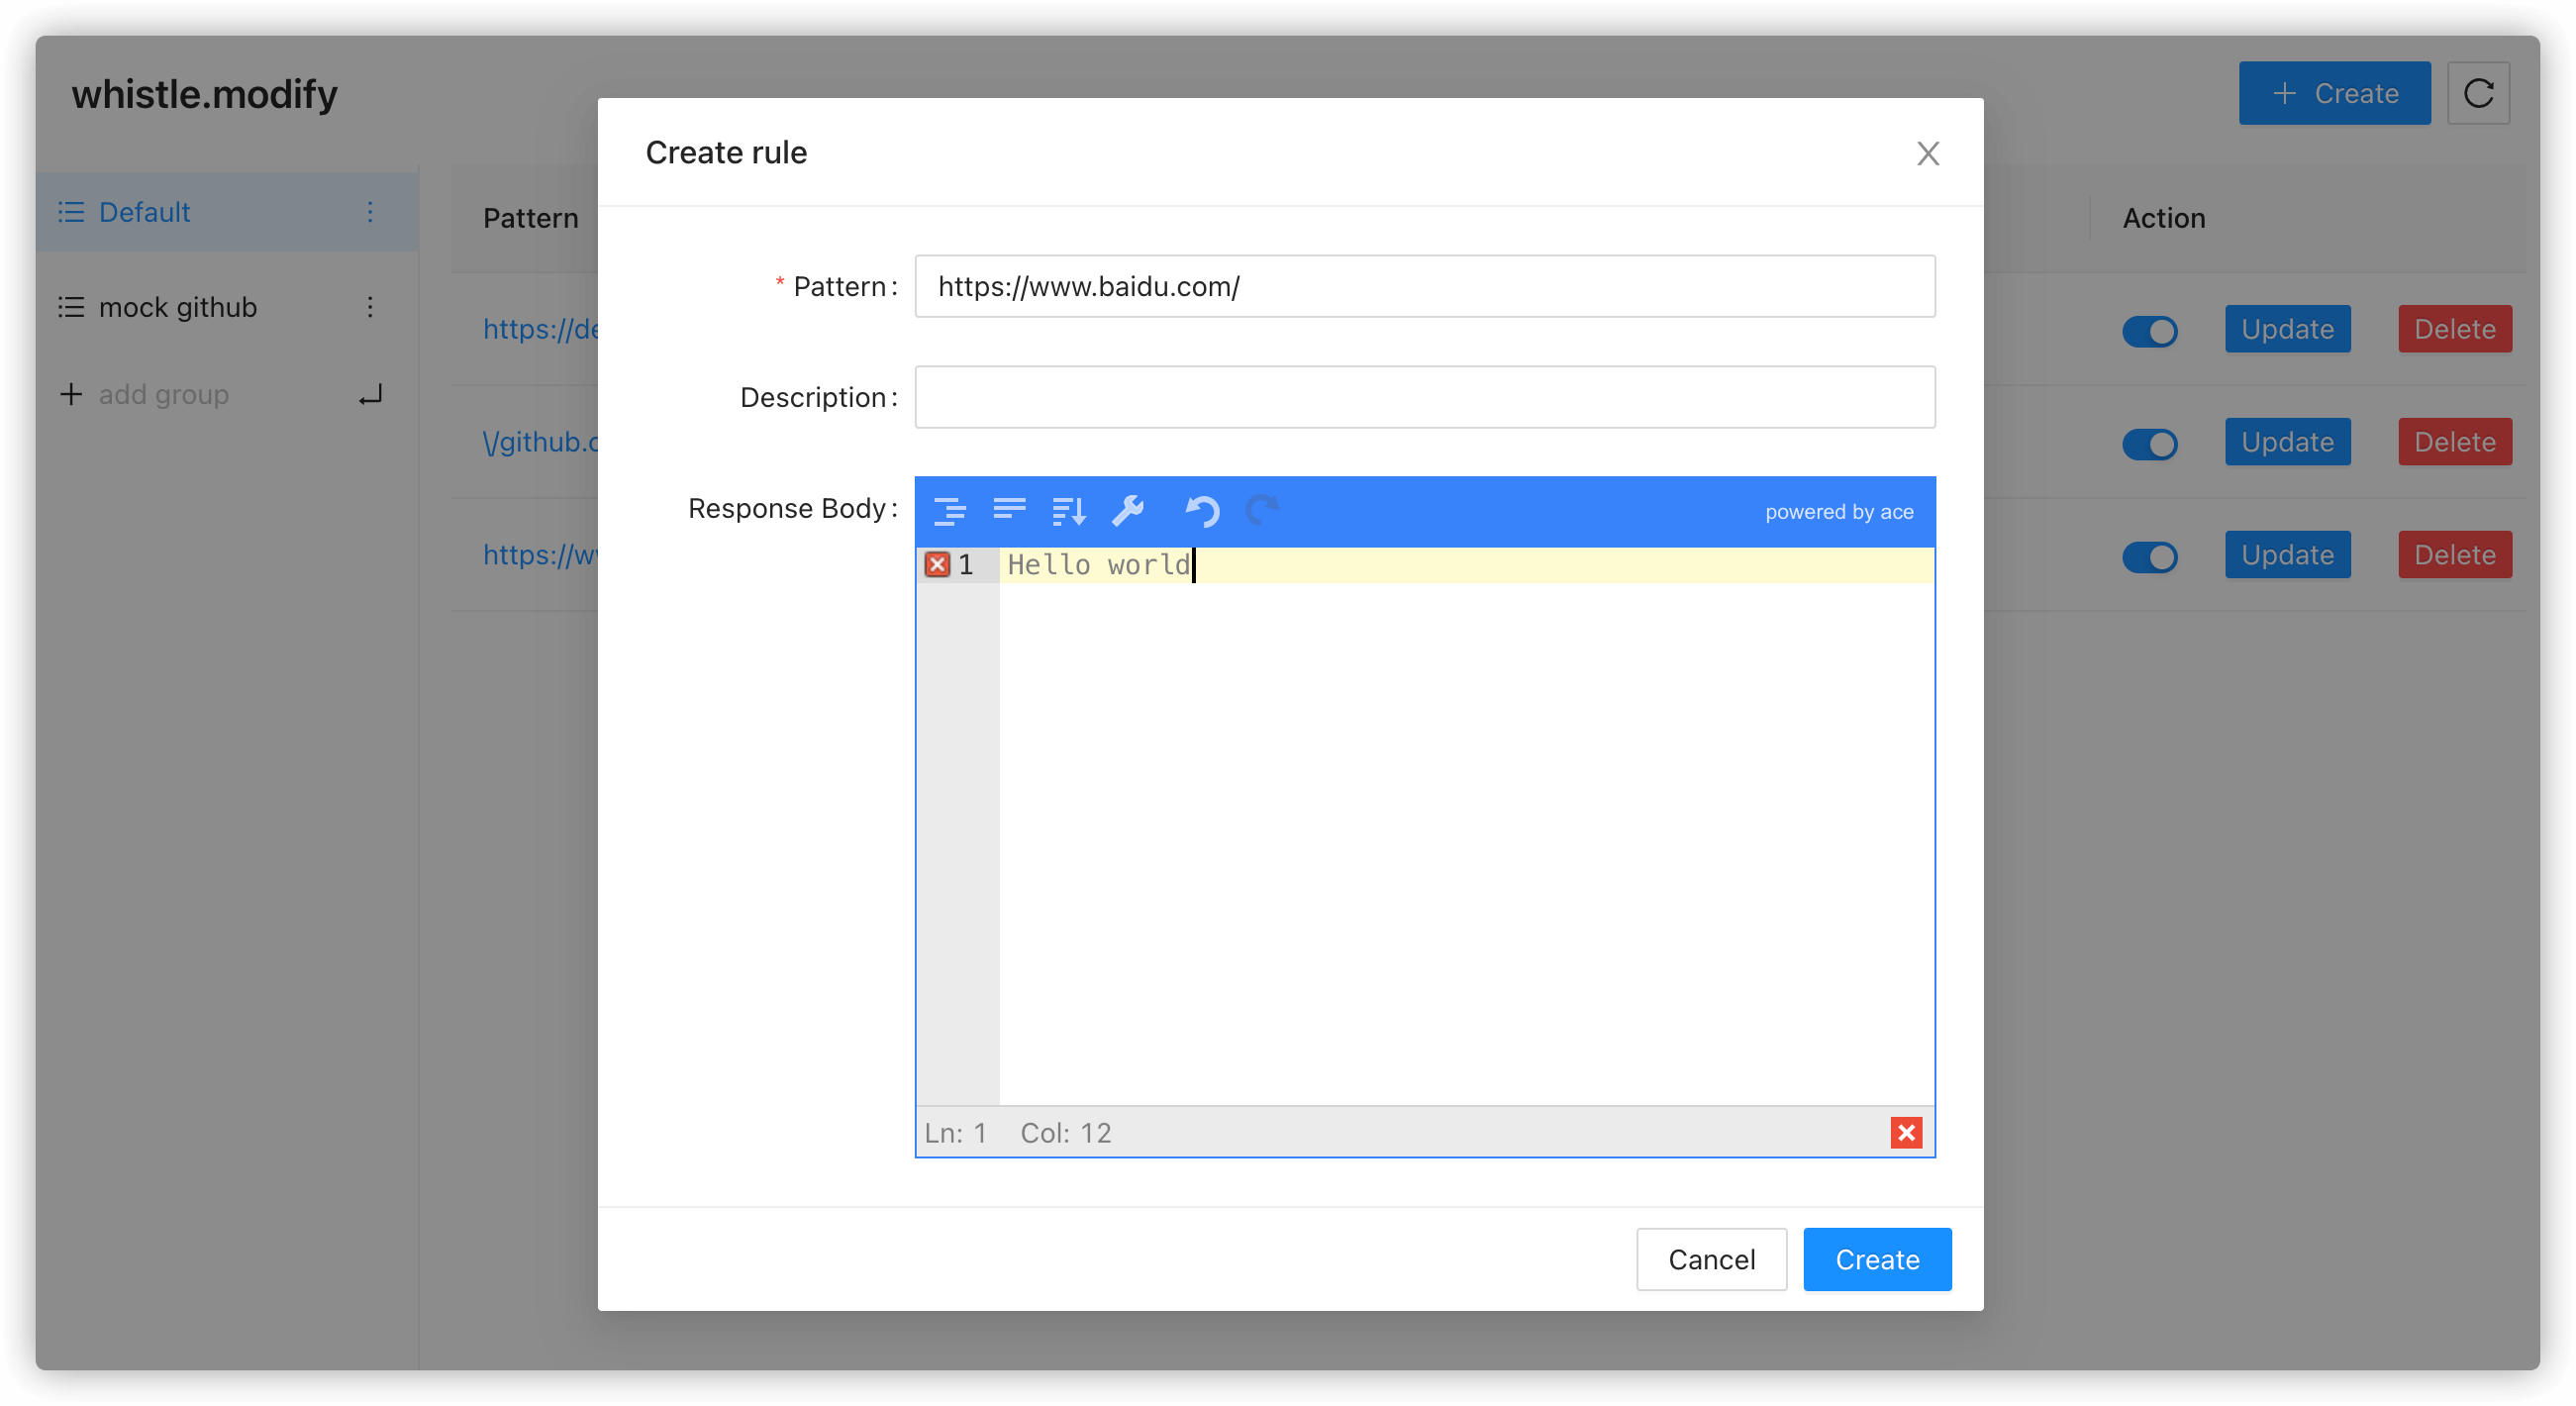 whistle.modify
Create
Default
mock github
add group
Pattern
Action
https://de
Update Delete
\/github.c
Update Delete
https://w
Update Delete
Create rule
* Pattern: https://www.baidu.com/
Description:
Response Body:
powered by ace
1 Hello world
Ln: 1 Col: 12
Cancel Create